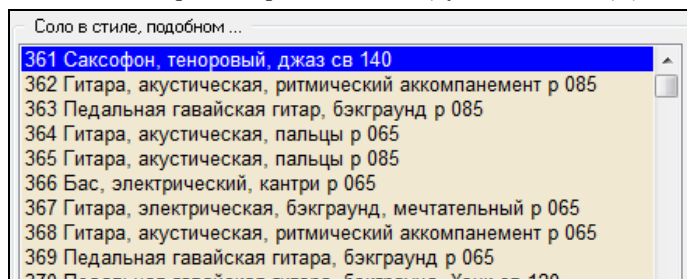 Соло в стиле, подобном ...
361 Саксофон, теноровый, джаз св 140
362 Гитара, акустическая, ритмический аккомпанемент р 085
363 Педальная гавайская гитар, бэкграунд р 085
364 Гитара, акустическая, пальцы р 065
365 Гитара, акустическая, пальцы р 085
366 Бас, электрический, кантри р 065
367 Гитара, электрическая, бэкграунд, мечтательный р 065
368 Гитара, акустическая, ритмический аккомпанемент р 065
369 Педальная гавайская гитара, бэкграунд р 065